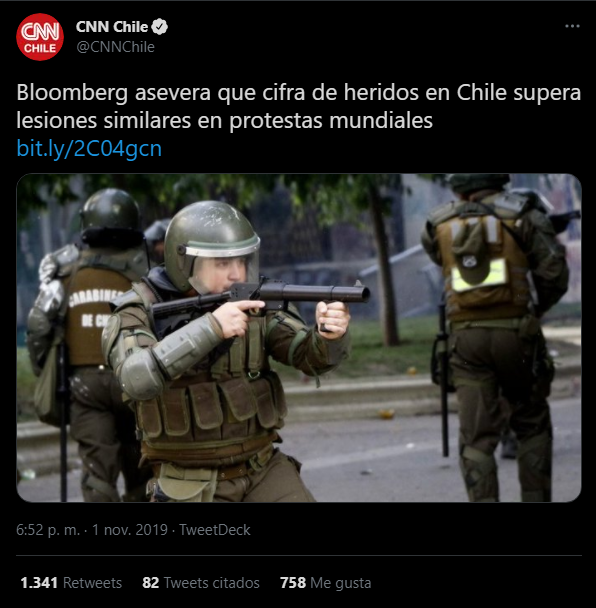 CNN
CHILE
CNN Chile
@CNNChile
Bloomberg asevera que cifra de heridos en Chile supera
lesiones similares en protestas mundiales
bit.ly/2C04gcn
CARABINE
DE CH
6:52 p. m. · 1 nov. 2019 · TweetDeck
1.341 Retweets 82 Tweets citados 758 Me gusta